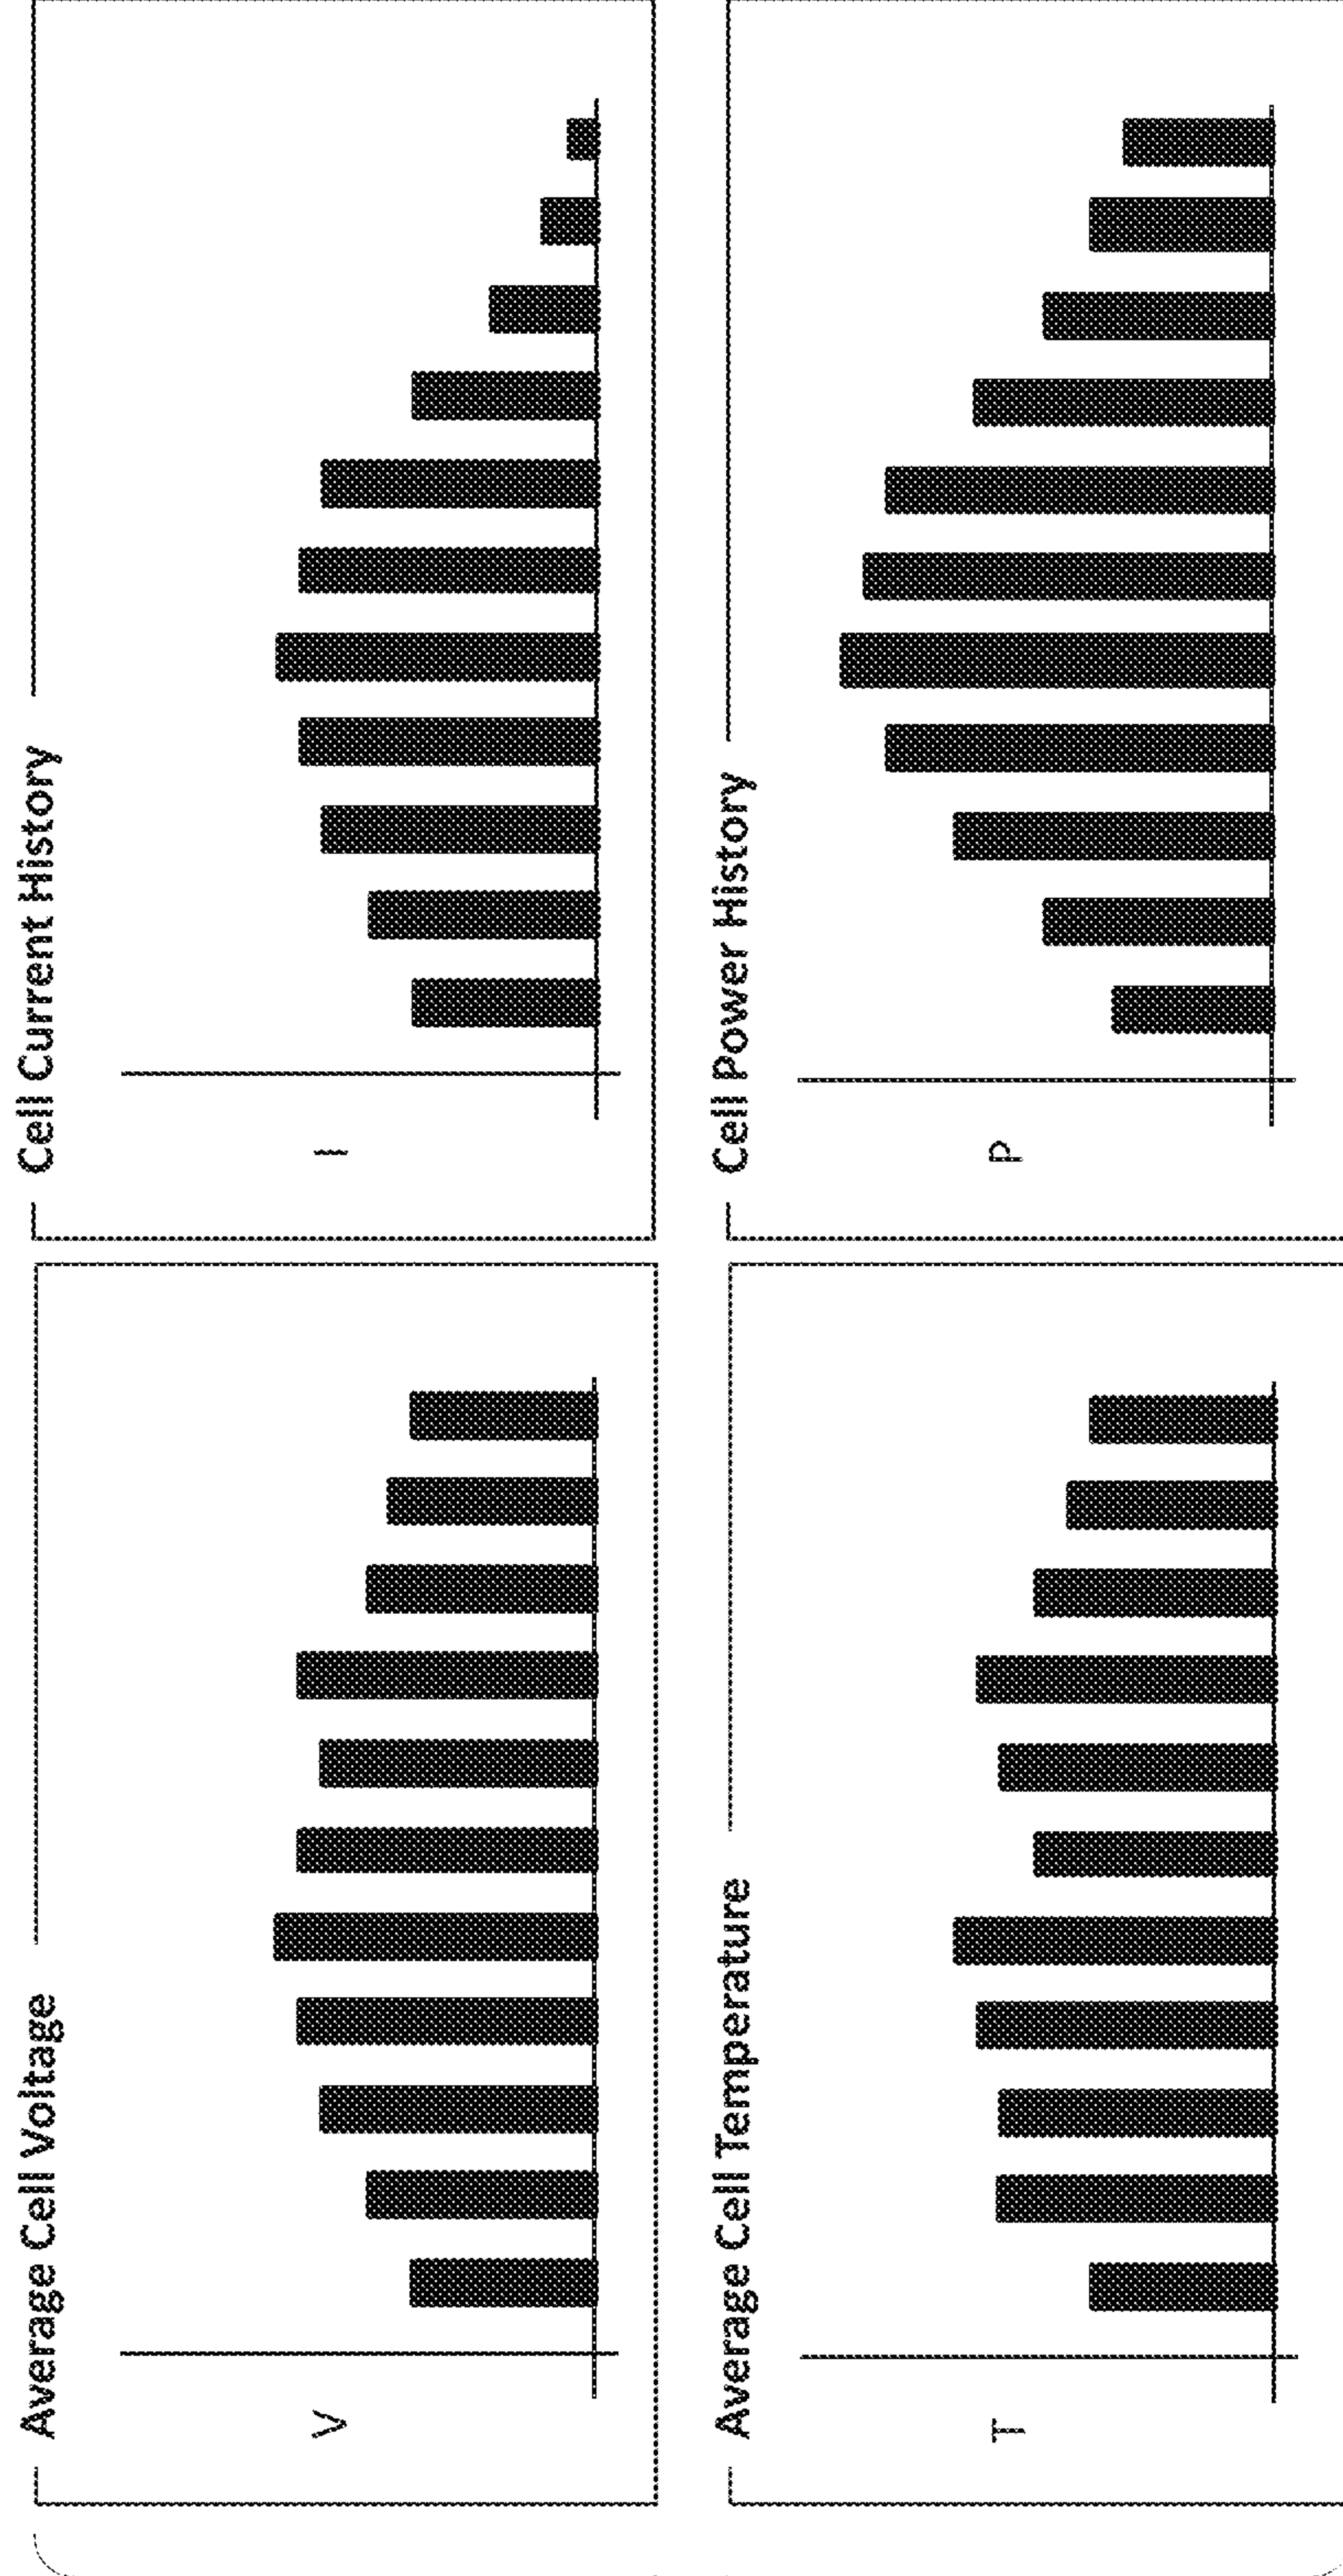 Average Cell Voltage
V
Cell Current History
I
Average Cell Temperature
T
Cell Power History
P